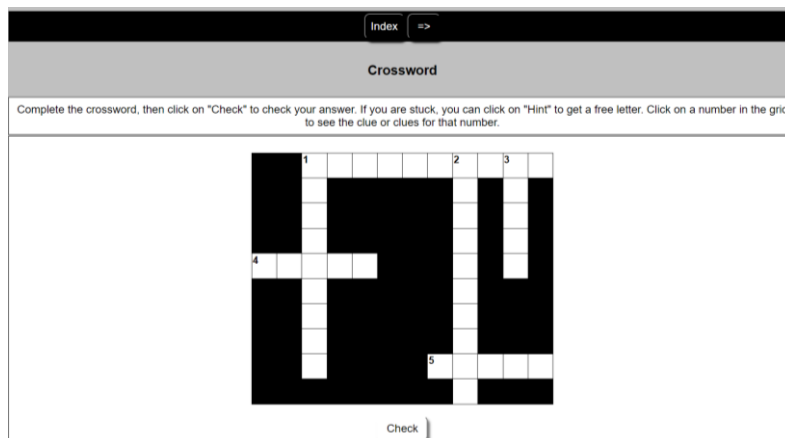 Index =>
Crossword
Complete the crossword, then click on "Check" to check your answer. If you are stuck, you can click on "Hint" to get a free letter. Click on a number in the grid
to see the clue or clues for that number.
1 2 3
4
5
Check